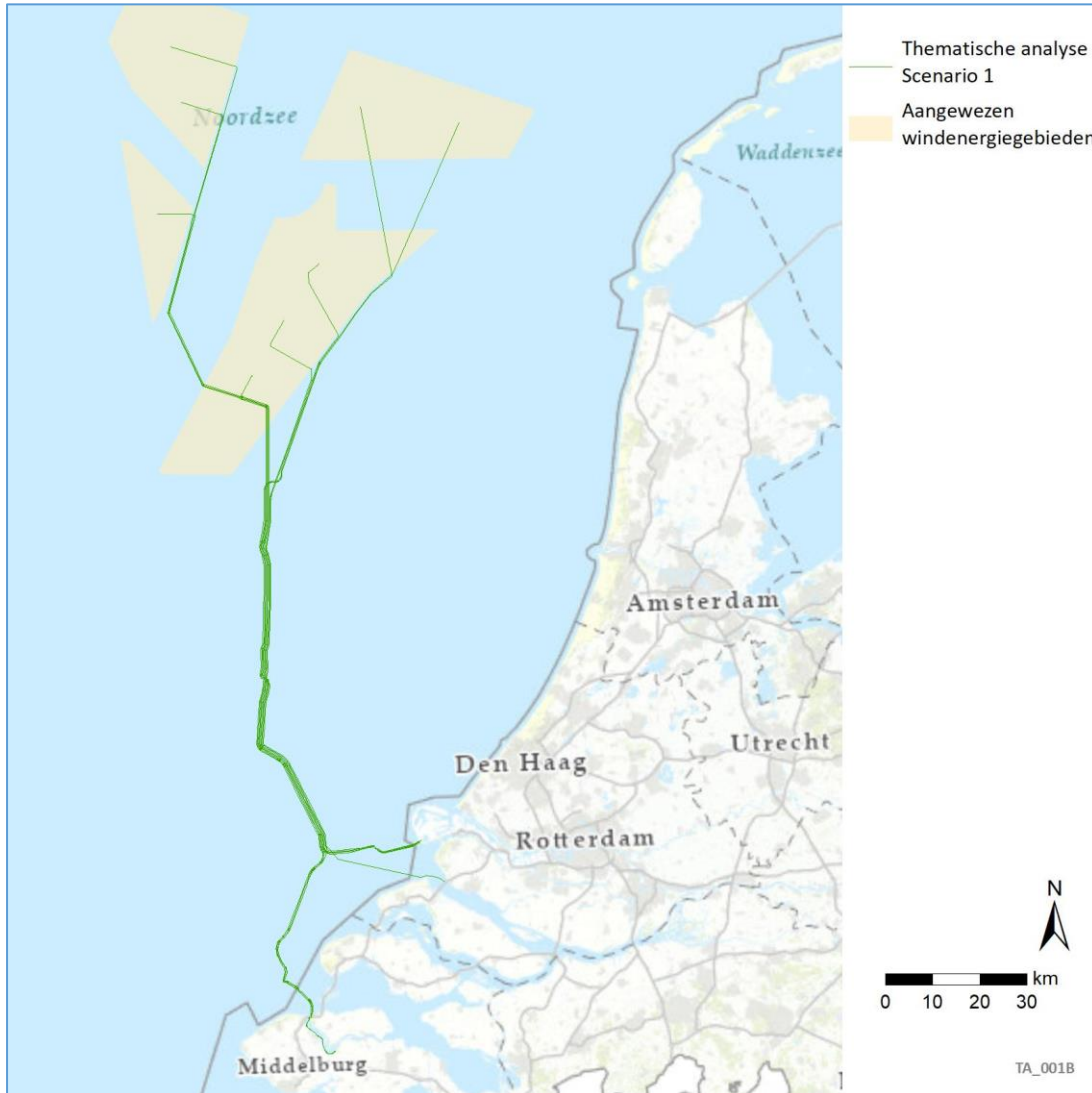 Thematische analyse
Scenario 1
Aangewezen
windenergiegebieden
Noordzee
Waddenzee
Amsterdam
Utrecht
Den Haag
Rotterdam
Middelburg
N
km
0 10 20 30
TA_001B